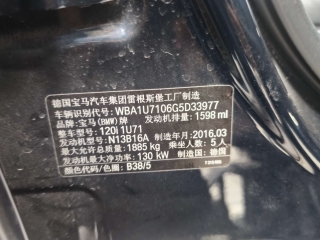 德国宝马汽车集团雷根斯堡工厂制造
车辆识别代号: WBA1U7106G5D33977
品牌: 宝马(BMW)牌 发动机排量: 1598 ml
整车型号: 120i 1U71
发动机型号: N13B16A 制造年月: 2016.03
最大允许总质量: 1885 kg 乘坐人数: 5 人
发动机最大净功率: 130 kW 制造国: 德国
颜色代码/色圈: B38/5